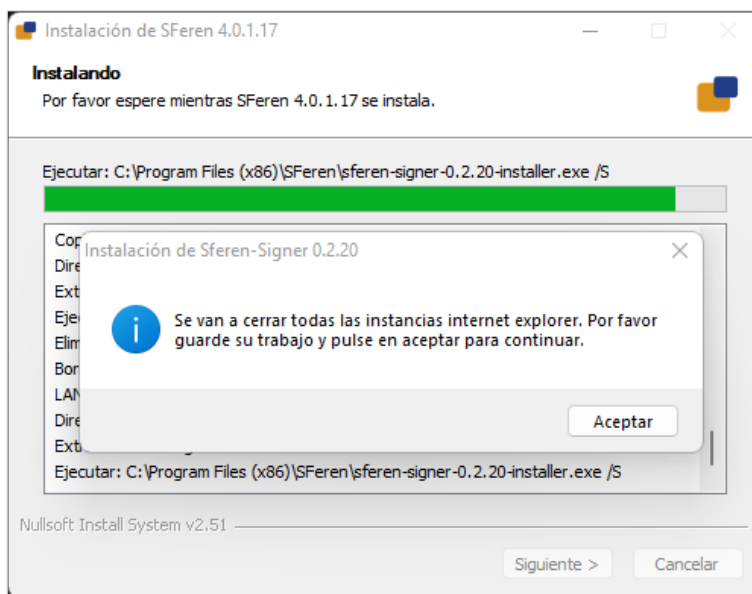 Instalación de SFeren 4.0.1.17
Instalando
Por favor espere mientras SFeren 4.0.1.17 se instala.
Ejecutar: C:\Program Files (x86)\SFeren\sferen-signer-0.2.20-installer.exe /S
Instalación de Sferen-Signer 0.2.20
Se van a cerrar todas las instancias internet explorer. Por favor
guarde su trabajo y pulse en aceptar para continuar.
Aceptar
Ejecutar: C:\Program Files (x86)\SFeren\sferen-signer-0.2.20-installer.exe /S
Nullsoft Install System v2.51
Siguiente >
Cancelar